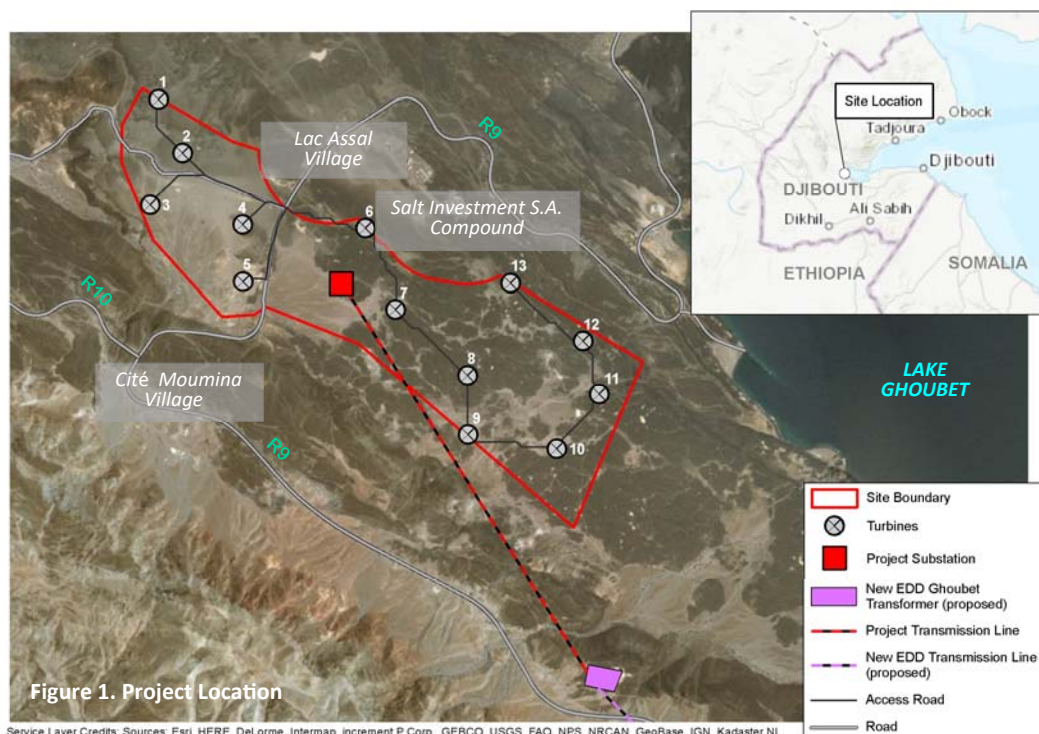 1
2
3
4
5
6
7
8
9
10
11
12
13
R9
Lac Assal
Village
Salt Investment S.A.
Compound
R10
Cité Moumina
Village
R9
LAKE
GHOUBET
Figure 1. Project Location
Site Location
Obock
Tadjoura
Djibouti
DJIBOUTI
Ali Sabih
Dikhil
ETHIOPIA
SOMALIA
Site Boundary
Turbines
Project Substation
New EDD Ghoubet
Transformer (proposed)
Project Transmission Line
New EDD Transmission Line
(proposed)
Access Road
Road
Service Layer Credits: Sources: Esri, HERE, DeLorme, Intermap, increment P Corp., GEBCO, USGS, FAO, NPS, NRCAN, GeoBase, IGN, Kadaster NL